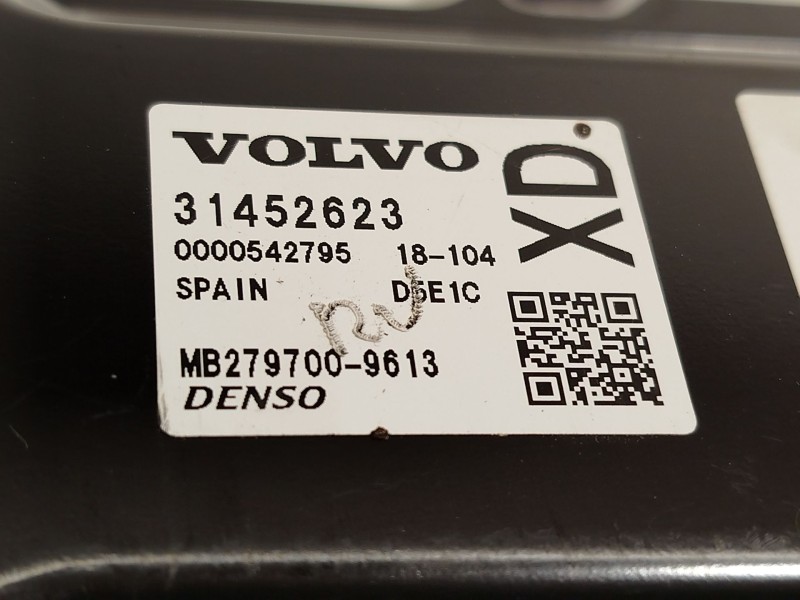 VOLVO
XD
31452623
0000542795 18-104
SPAIN D5E1C
MB279700-9613
DENSO